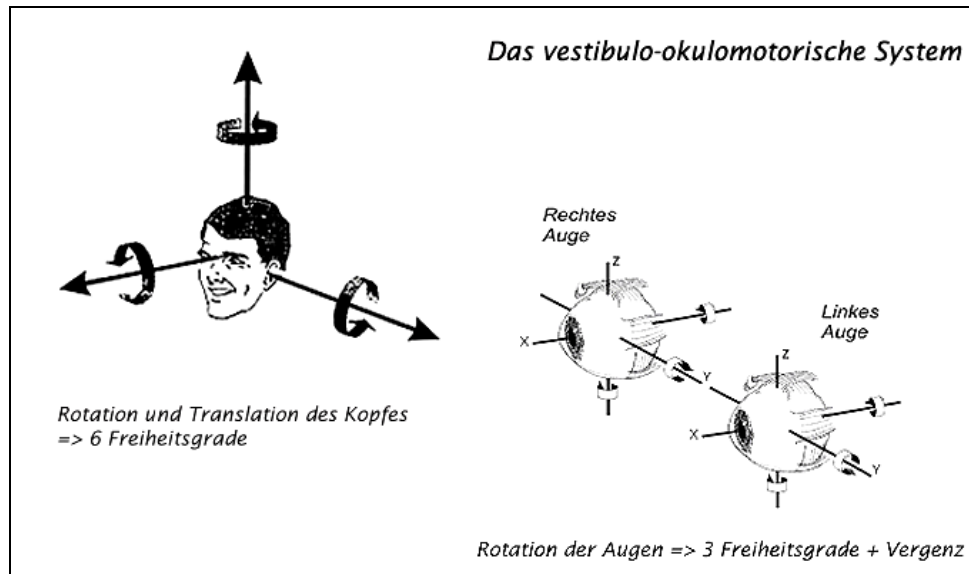 Das vestibulo-okulomotorische System
Rechtes
Auge
Z
X
Y
Linkes
Auge
Z
X
Y
Rotation und Translation des Kopfes
=> 6 Freiheitsgrade
Rotation der Augen => 3 Freiheitsgrade + Vergenz